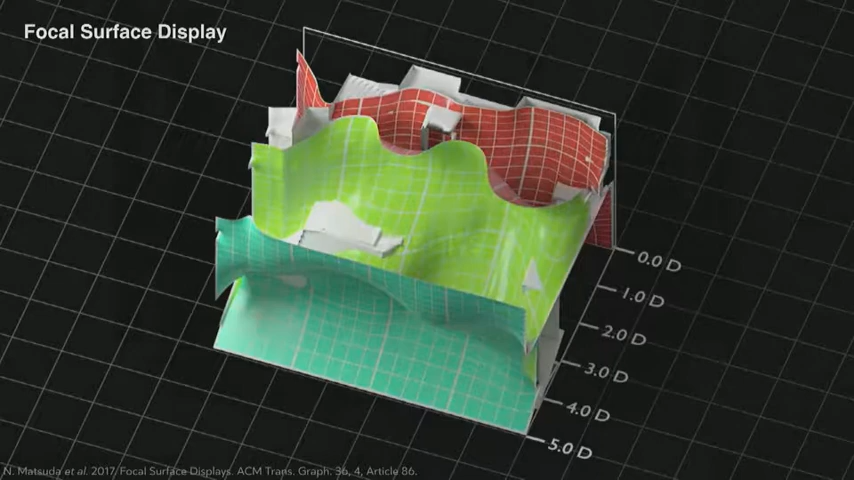 Focal Surface Display
0.0 D
1.0 D
2.0 D
3.0 D
4.0 D
5.0 D
N. Matsuda et al. 2017. Focal Surface Displays. ACM Trans. Graph. 36, 4, Article 86.